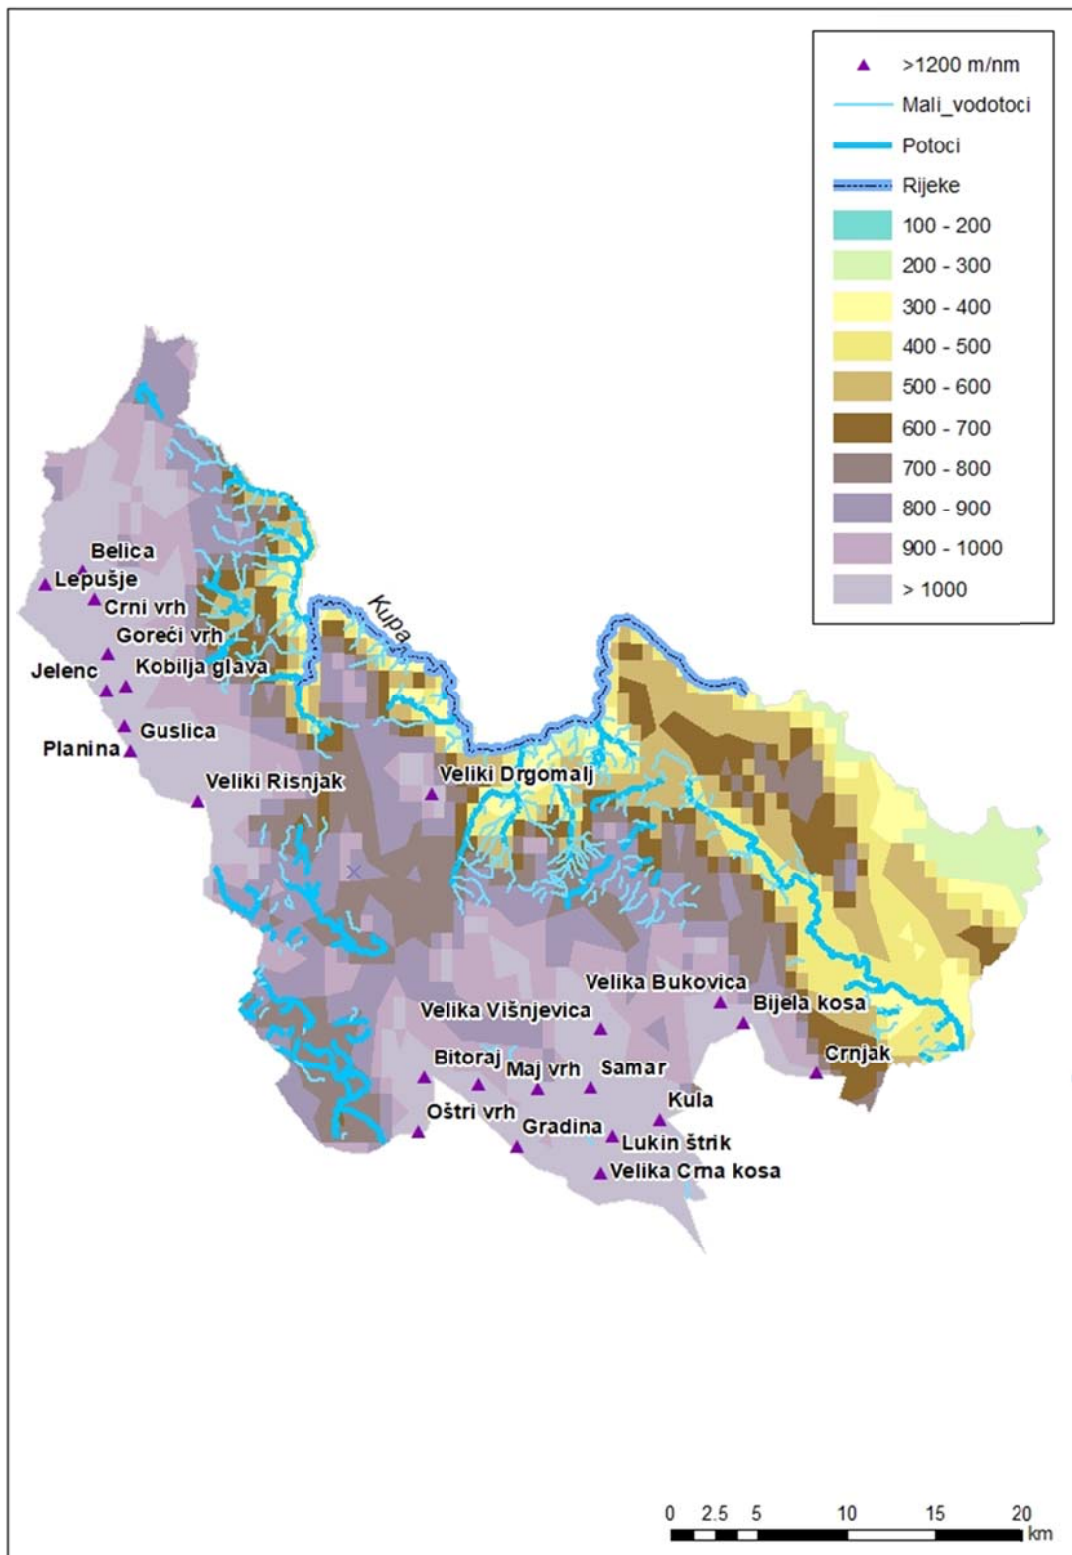 >1200 m/nm
Mali_vodotoci
Potoci
Rijeke
100 - 200
200 - 300
300 - 400
400 - 500
500 - 600
600 - 700
700 - 800
800 - 900
900 - 1000
> 1000
Belica
Lepušje
Crni vrh
Kupa
Goreći vrh
Jelenc
Kobilja glava
Guslica
Planina
Veliki Risnjak
Veliki Drgomalj
Velika Bukovica
Velika Višnjevica
Bijela kosa
Bitoraj
Maj vrh
Samar
Crnjak
Oštri vrh
Gradina
Kula
Lukin štrik
Velika Crna kosa
0 2.5 5 10 15 20
km